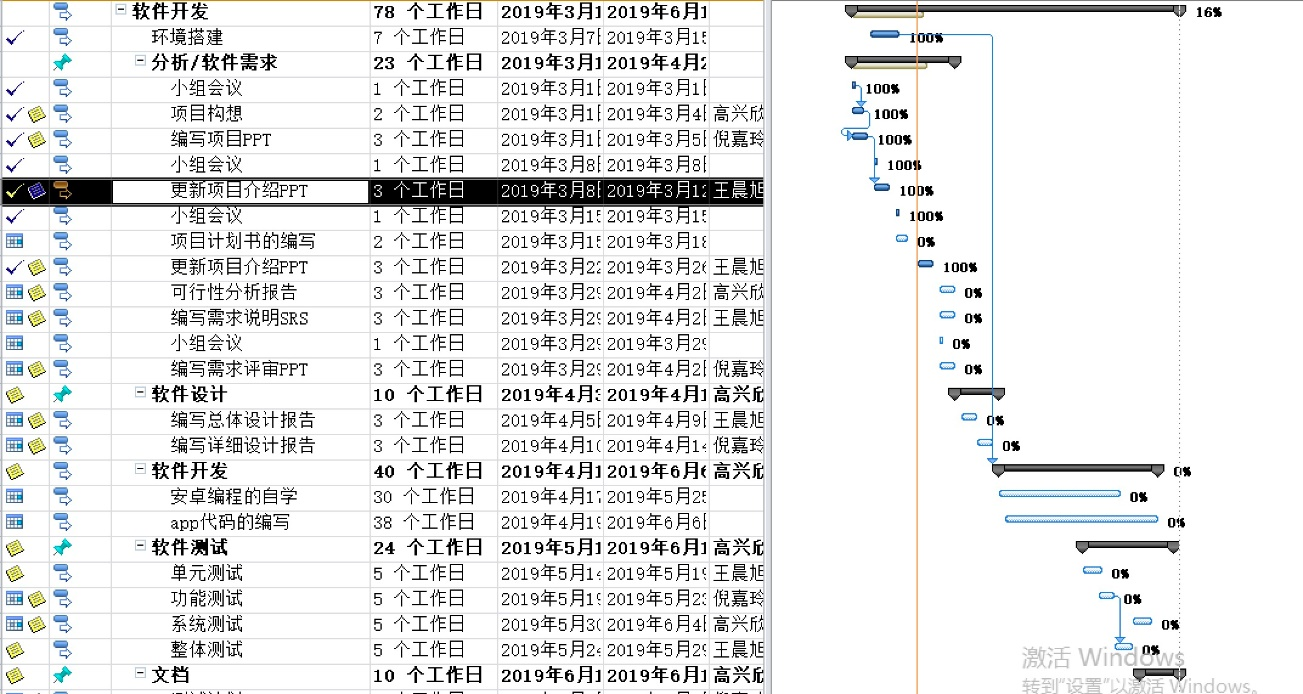 软件开发 78 个工作日 2019年3月1 2019年6月1 16%
环境搭建 7 个工作日 2019年3月7日 2019年3月15 100%
分析/软件需求 23 个工作日 2019年3月1 2019年4月2
小组会议 1 个工作日 2019年3月1日 2019年3月1日 100%
项目构想 2 个工作日 2019年3月1日 2019年3月4日 高兴欣 100%
编写项目PPT 3 个工作日 2019年3月1日 2019年3月5日 倪嘉玲 100%
小组会议 1 个工作日 2019年3月8日 2019年3月8日 100%
更新项目介绍PPT 3 个工作日 2019年3月8日 2019年3月12 王晨旭 100%
小组会议 1 个工作日 2019年3月15 2019年3月15 100%
项目计划书的编写 2 个工作日 2019年3月15 2019年3月18 0%
更新项目介绍PPT 3 个工作日 2019年3月22 2019年3月26 王晨旭 100%
可行性分析报告 3 个工作日 2019年3月29 2019年4月2日 高兴欣 0%
编写需求说明SRS 3 个工作日 2019年3月29 2019年4月2日 王晨旭 0%
小组会议 1 个工作日 2019年3月29 2019年3月29 0%
编写需求评审PPT 3 个工作日 2019年3月29 2019年4月2日 倪嘉玲 0%
软件设计 10 个工作日 2019年4月3 2019年4月1 高兴欣
编写总体设计报告 3 个工作日 2019年4月5日 2019年4月9日 王晨旭 0%
编写详细设计报告 3 个工作日 2019年4月10 2019年4月14 倪嘉玲 0%
软件开发 40 个工作日 2019年4月1 2019年6月6 高兴欣 0%
安卓编程的自学 30 个工作日 2019年4月17 2019年5月25 0%
app代码的编写 38 个工作日 2019年4月19 2019年6月6日 0%
软件测试 24 个工作日 2019年5月1 2019年6月1 高兴欣
单元测试 5 个工作日 2019年5月14 2019年5月19 王晨旭 0%
功能测试 5 个工作日 2019年5月19 2019年5月23 倪嘉玲 0%
系统测试 5 个工作日 2019年5月30 2019年6月4日 高兴欣 0%
整体测试 5 个工作日 2019年5月24 2019年5月29 王晨旭 0%
文档 10 个工作日 2019年6月1 2019年6月1 高兴欣
激活 Windows
转到"设置"以激活 Windows。